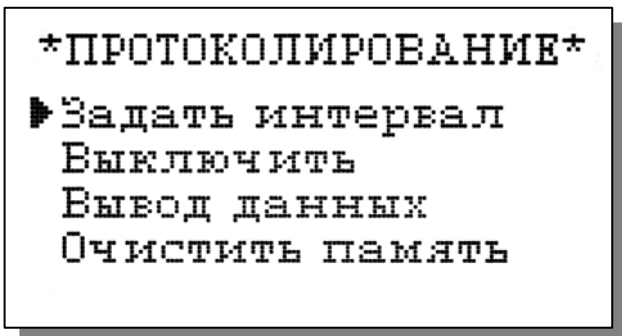 *ПРОТОКОЛИРОВАНИЕ*
Задать интервал
Выключить
Вывод данных
Очистить память